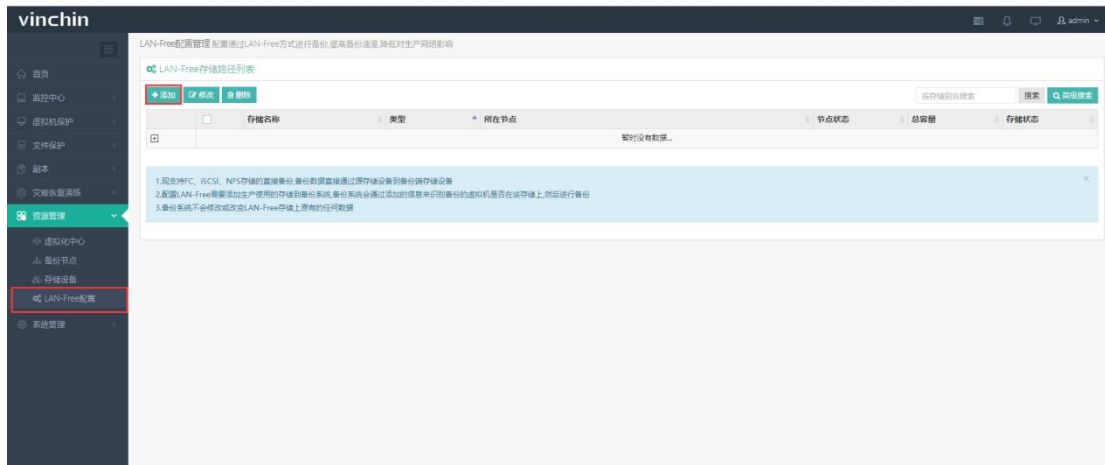 vinchin
admin
LAN-Free配置管理 配置通过LAN-Free方式进行备份,提高备份速度,降低对生产网络影响
首页
监控中心
虚拟机保护
文件保护
副本
灾难恢复演练
资源管理
虚拟化中心
备份节点
存储设备
LAN-Free配置
系统管理
LAN-Free存储路径列表
添加 修改 删除
按存储别名搜索 搜索 高级搜索
存储名称 类型 所在节点 节点状态 总容量 存储状态
暂时没有数据...
1.现支持FC、iSCSI、NFS存储的直接备份,备份数据直接通过源存储设备到备份端存储设备
2.配置LAN-Free需要添加生产使用的存储到备份系统,备份系统会通过添加的信息来识别备份的虚拟机是否在该存储上,然后进行备份
3.备份系统不会修改或改变LAN-Free存储上原有的任何数据